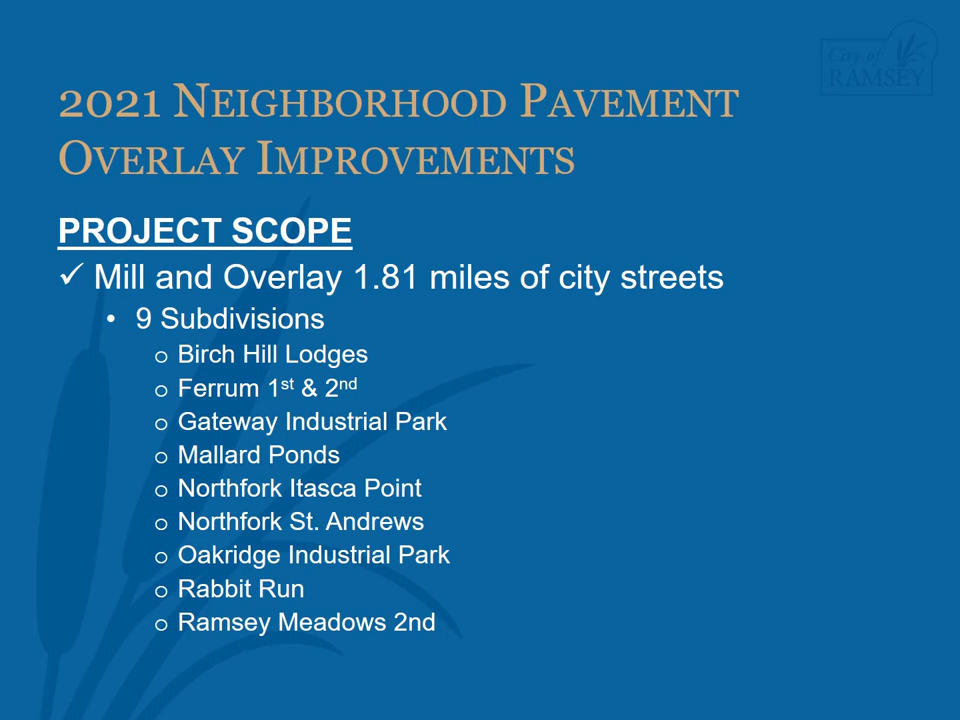 City of
RAMSEY
2021 NEIGHBORHOOD PAVEMENT
OVERLAY IMPROVEMENTS
PROJECT SCOPE
✓ Mill and Overlay 1.81 miles of city streets
• 9 Subdivisions
o Birch Hill Lodges
o Ferrum 1st & 2nd
o Gateway Industrial Park
o Mallard Ponds
o Northfork Itasca Point
o Northfork St. Andrews
o Oakridge Industrial Park
o Rabbit Run
o Ramsey Meadows 2nd